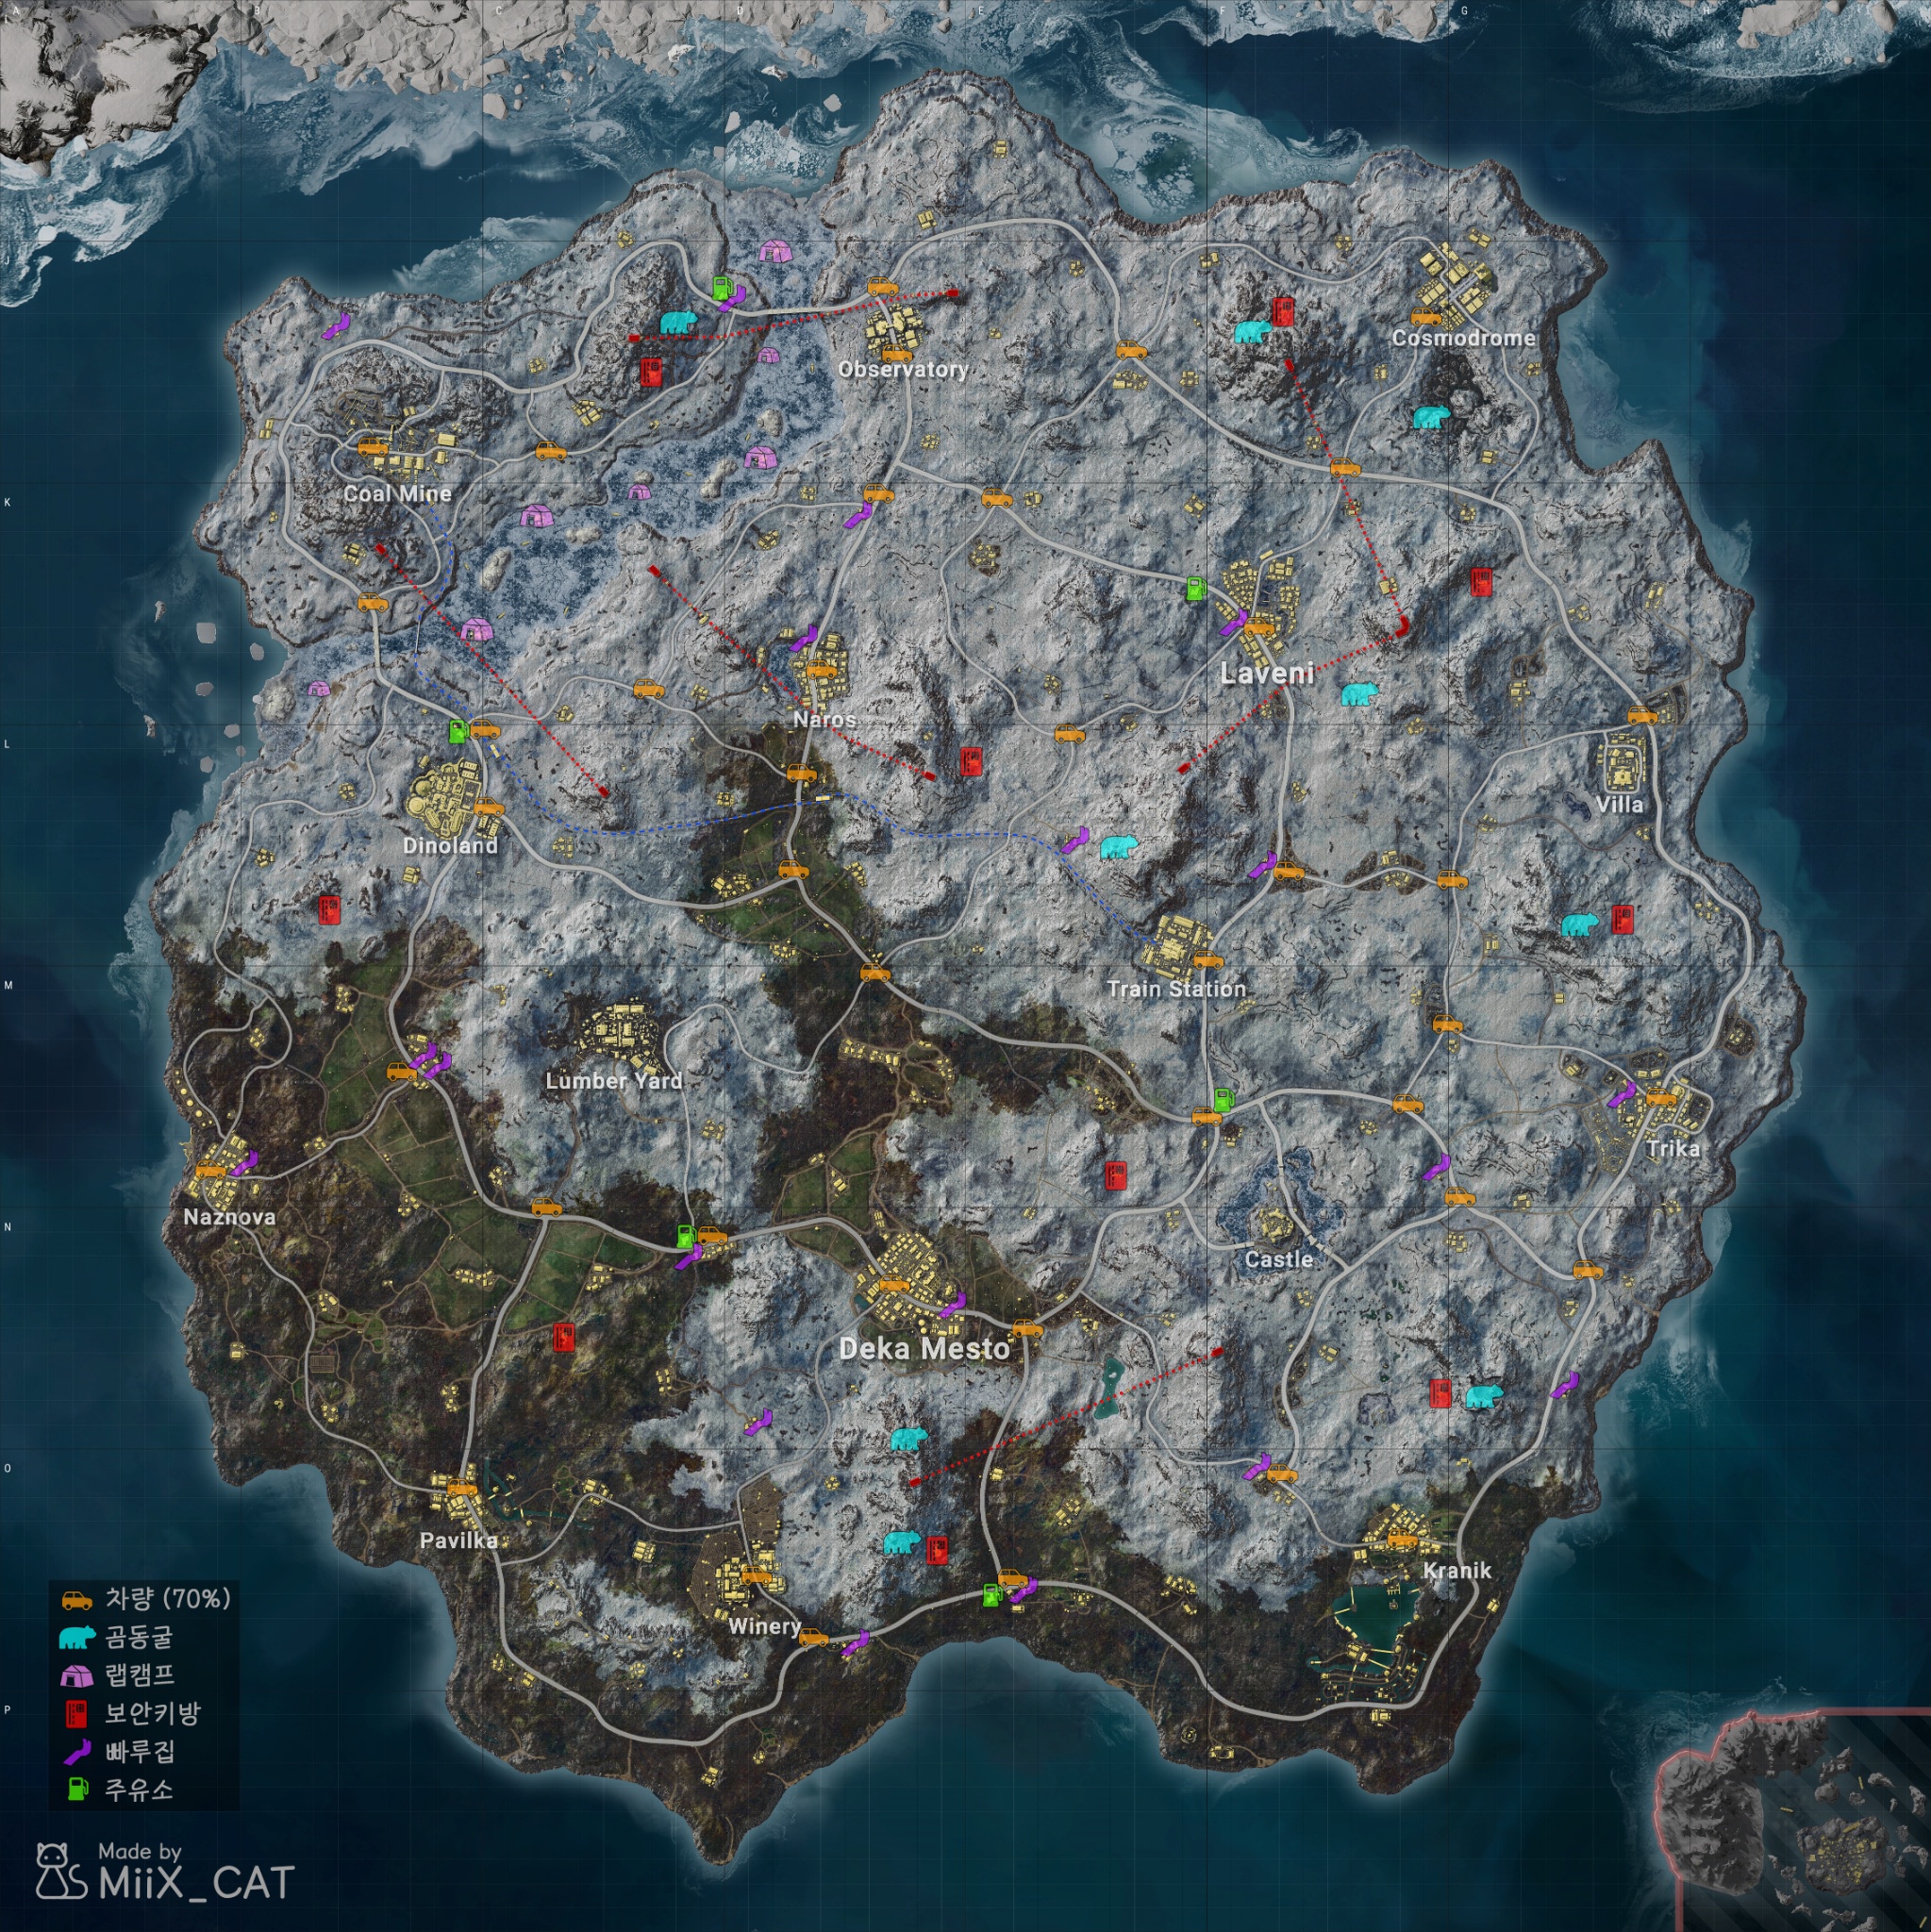 A B C D E F G H
Cosmodrome
Observatory
Coal Mine
K
Laveni
Naros
L
Villa
Dinoland
Train Station
M
Lumber Yard
Trika
Naznova
N
Castle
Deka Mesto
O
Pavilka
Kranik
Winery
차량 (70%)
곰동굴
랩캠프
보안키방
P
빠루집
주유소
Made by
MiiX_CAT